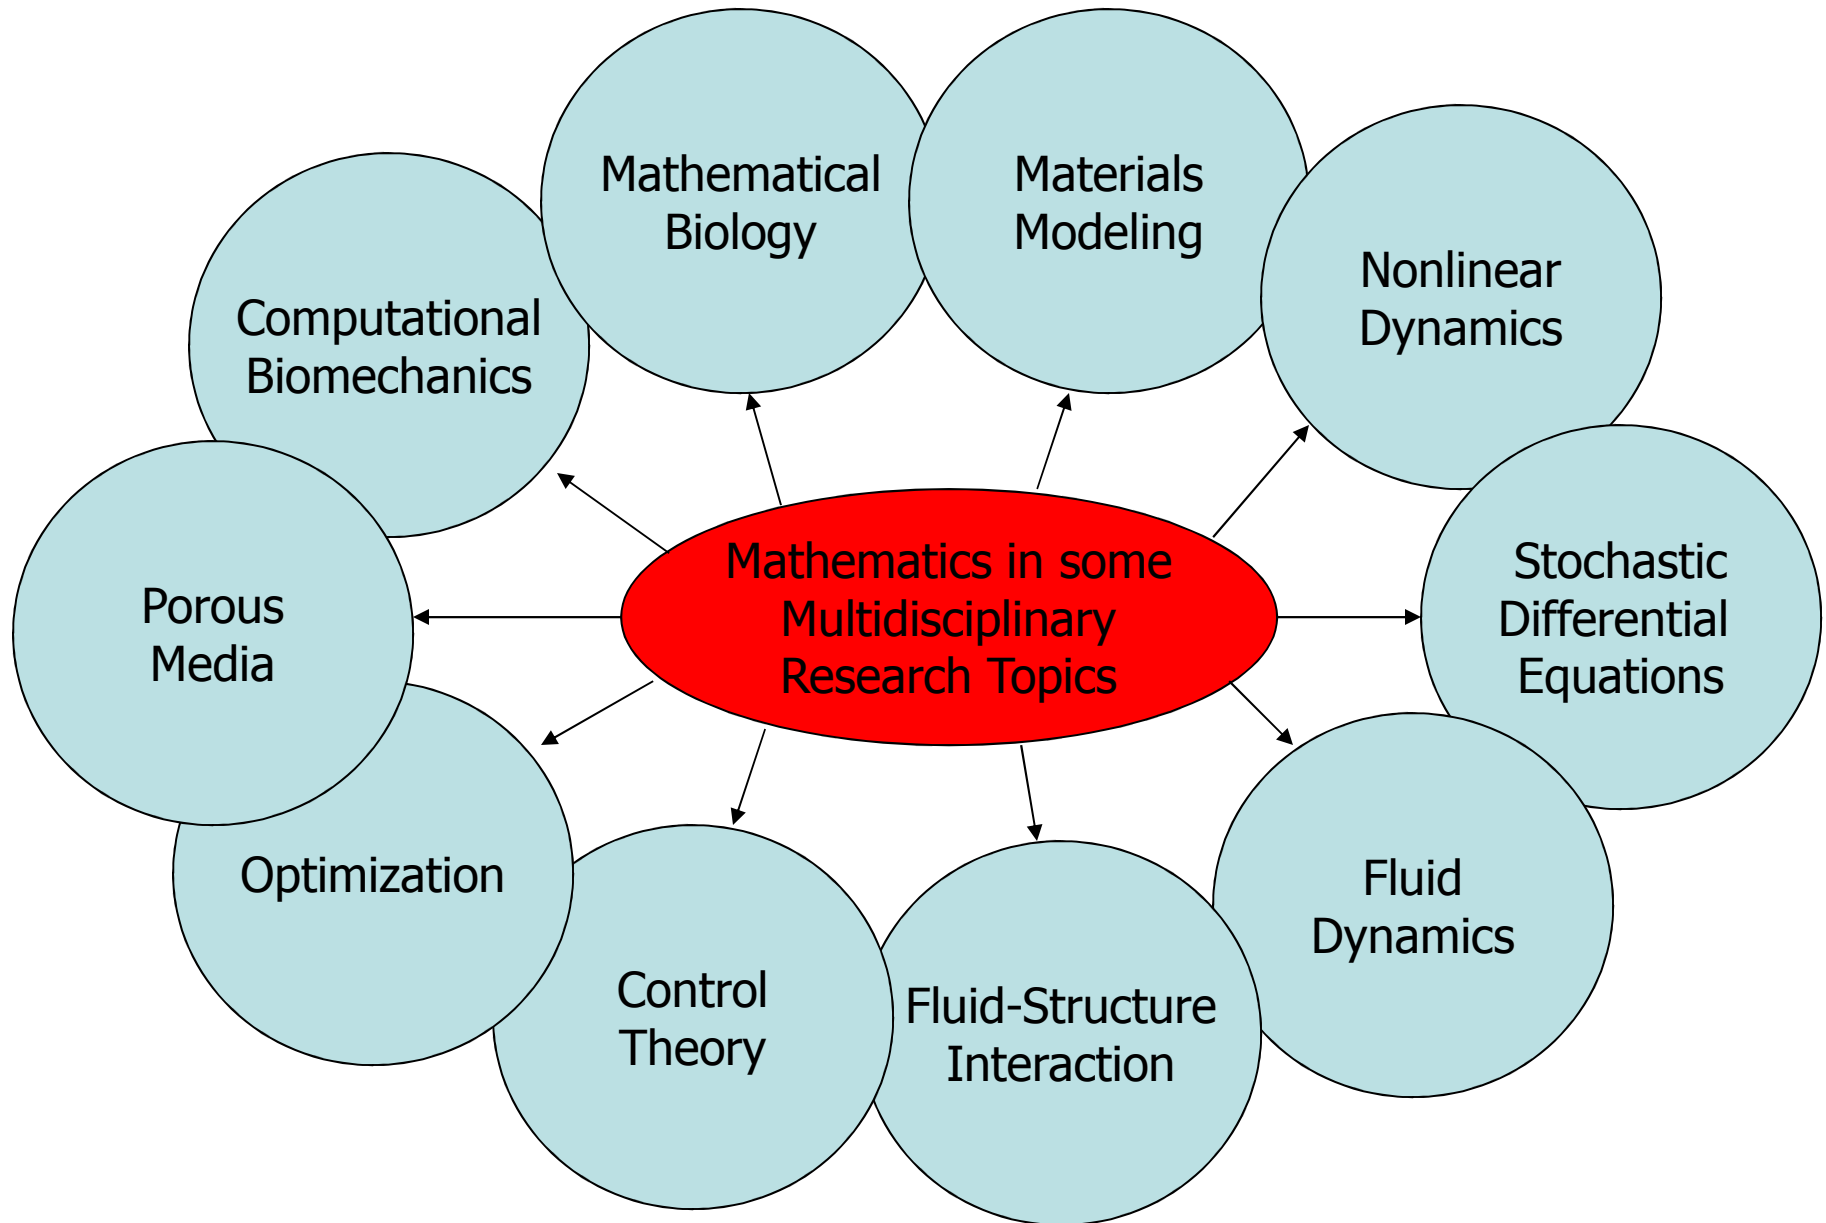 Mathematical
Biology
Materials
Modeling
Nonlinear
Dynamics
Computational
Biomechanics
Mathematics in some
Multidisciplinary
Research Topics
Stochastic
Differential
Equations
Porous
Media
Optimization
Fluid
Dynamics
Control
Theory
Fluid-Structure
Interaction